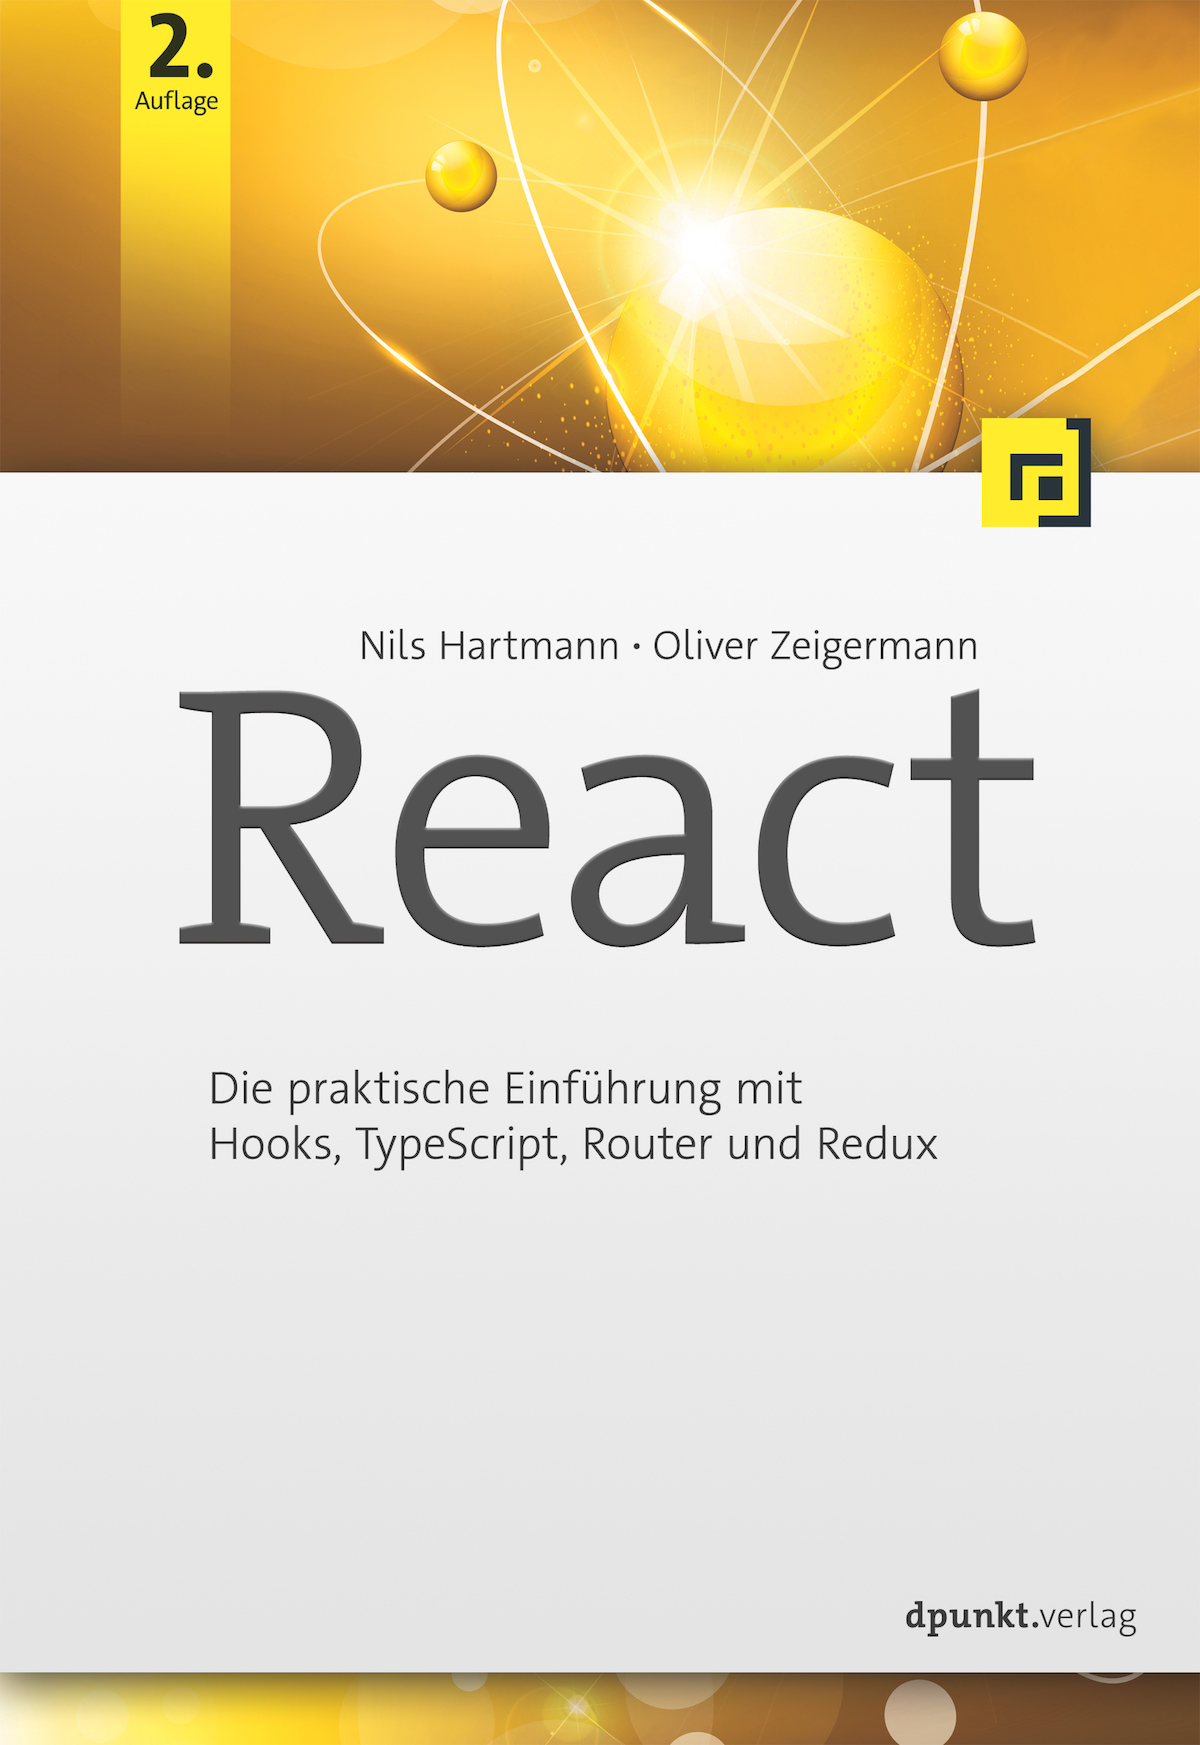 2.
Auflage
Nils Hartmann · Oliver Zeigermann
React
Die praktische Einführung mit
Hooks, TypeScript, Router und Redux
dpunkt.verlag